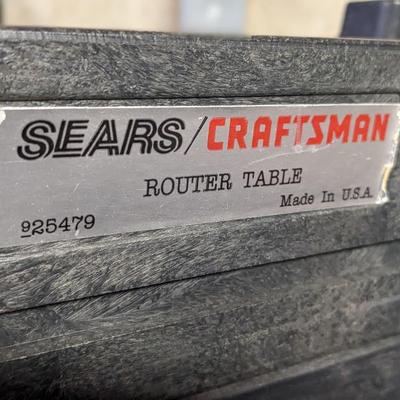 SEARS/CRAFTSMAN
ROUTER TABLE
Made In U.S.A.
925479